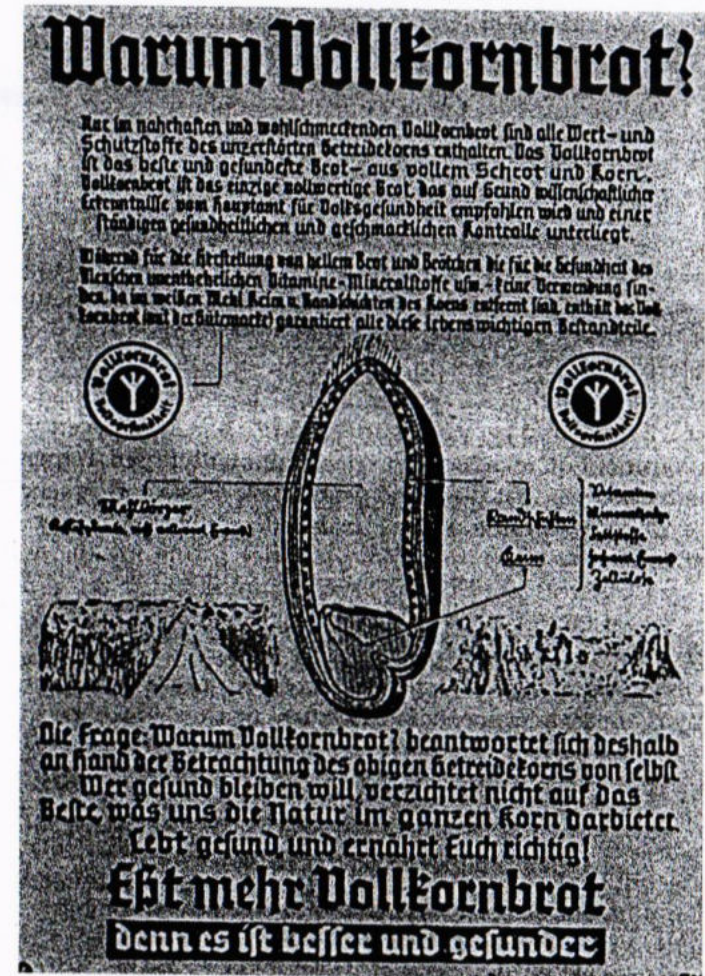 Warum Vollkornbrot?
Nur im nahrhaften und wohlschmeckenden Vollkornbrot sind alle Wert- und
Schutzstoffe des unzerstörten Getreidekorns enthalten. Das Vollkornbrot
ist das beste und gesundeste Brot - aus vollem Schrot und Korn.
Vollkornbrot ist das einzige vollwertige Brot, das auf Grund wissenschaftlicher
Erkenntnisse vom Hauptamt für Volksgesundheit empfohlen wird und einer
ständigen gesundheitlichen und geschmacklichen Kontrolle unterliegt.
Während für die Herstellung von hellem Brot und Brötchen die für die Gesundheit des
Menschen unentbehrlichen Vitamine-Mineralstoffe usw. - keine Verwendung fin-
den, da im weißen Mehl Keim u. Randschichten des Korns entfernt sind, enthält das Voll
kornbrot (mit der Gütemarke) garantiert alle diese lebenswichtigen Bestandteile.
Vollkornbrot
Volksgesundheit
Vollkornbrot
Volksgesundheit
Mehlkörper
Randschichten
Keim
Vitamine
Zellulose
Die Frage: Warum Vollkornbrot? beantwortet sich deshalb
an Hand der Betrachtung des obigen Getreidekorns von selbst
Wer gesund bleiben will, verzichtet nicht auf das
Beste, was uns die Natur im ganzen Korn darbietet.
Lebt gesund, und ernährt Euch richtig!
Eßt mehr Vollkornbrot
denn es ist besser und gesunder